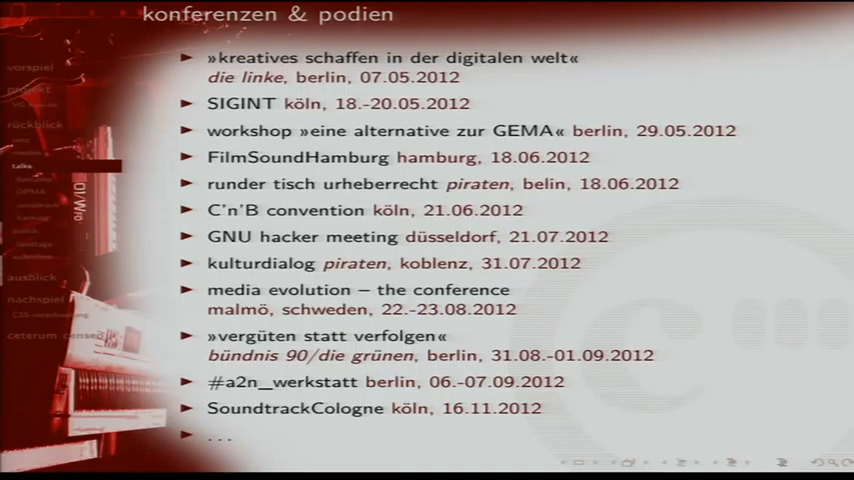 konferenzen & podien
»kreatives schaffen in der digitalen welt«
die linke, berlin, 07.05.2012
SIGINT köln, 18.-20.05.2012
workshop »eine alternative zur GEMA« berlin, 29.05.2012
FilmSoundHamburg hamburg, 18.06.2012
runder tisch urheberrecht piraten, belin, 18.06.2012
C'n'B convention köln, 21.06.2012
GNU hacker meeting düsseldorf, 21.07.2012
kulturdialog piraten, koblenz, 31.07.2012
media evolution – the conference
malmö, schweden, 22.-23.08.2012
»vergüten statt verfolgen«
bündnis 90/die grünen, berlin, 31.08.-01.09.2012
#a2n_werkstatt berlin, 06.-07.09.2012
SoundtrackCologne köln, 16.11.2012
...
vorspiel
projekt
rückblick
talks
ausblick
nachspiel
ceterum censeo